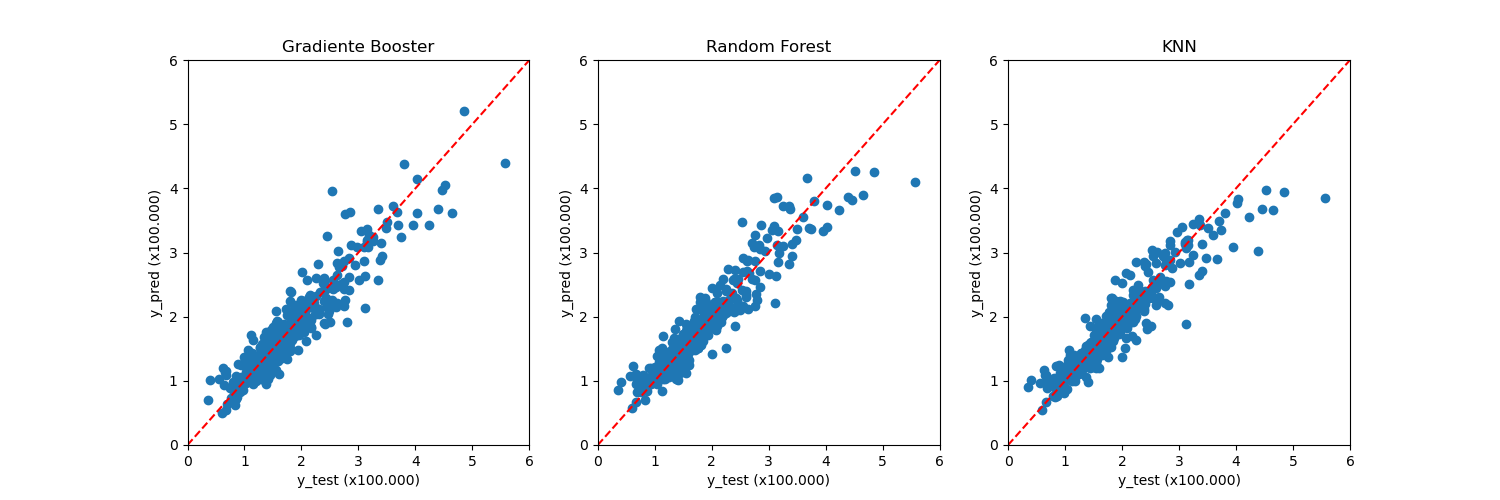 Gradiente Booster
6
5
4
3
2
1
0
y_pred (x100.000)
0 1 2 3 4 5 6
y_test (x100.000)
Random Forest
6
5
4
3
2
1
0
y_pred (x100.000)
0 1 2 3 4 5 6
y_test (x100.000)
KNN
6
5
4
3
2
1
0
y_pred (x100.000)
0 1 2 3 4 5 6
y_test (x100.000)